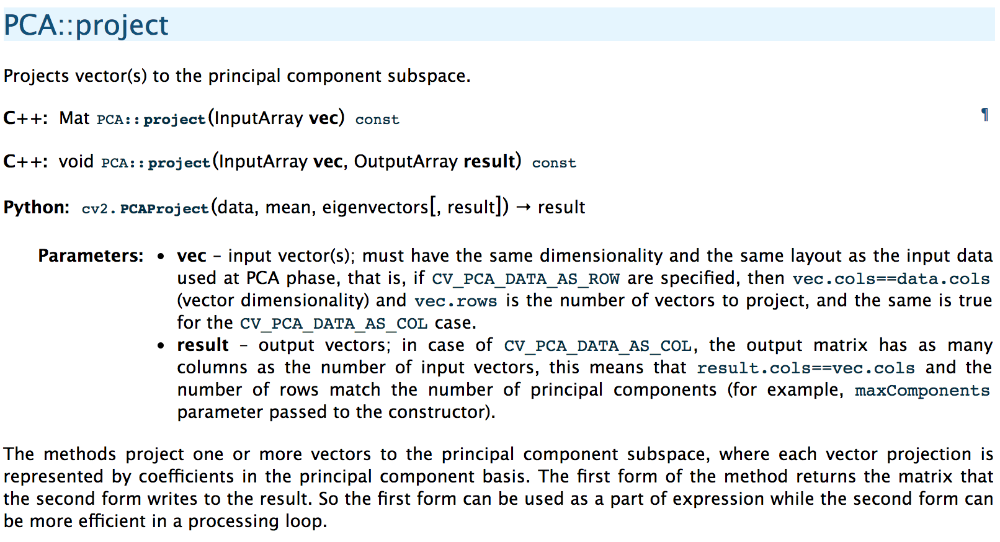 PCA::project
Projects vector(s) to the principal component subspace.
C++: Mat PCA::project(InputArray vec) const ¶
C++: void PCA::project(InputArray vec, OutputArray result) const
Python: cv2.PCAProject(data, mean, eigenvectors[, result]) → result
Parameters: • vec – input vector(s); must have the same dimensionality and the same layout as the input data
used at PCA phase, that is, if CV_PCA_DATA_AS_ROW are specified, then vec.cols==data.cols
(vector dimensionality) and vec.rows is the number of vectors to project, and the same is true
for the CV_PCA_DATA_AS_COL case.
• result – output vectors; in case of CV_PCA_DATA_AS_COL, the output matrix has as many
columns as the number of input vectors, this means that result.cols==vec.cols and the
number of rows match the number of principal components (for example, maxComponents
parameter passed to the constructor).
The methods project one or more vectors to the principal component subspace, where each vector projection is
represented by coefficients in the principal component basis. The first form of the method returns the matrix that
the second form writes to the result. So the first form can be used as a part of expression while the second form can
be more efficient in a processing loop.